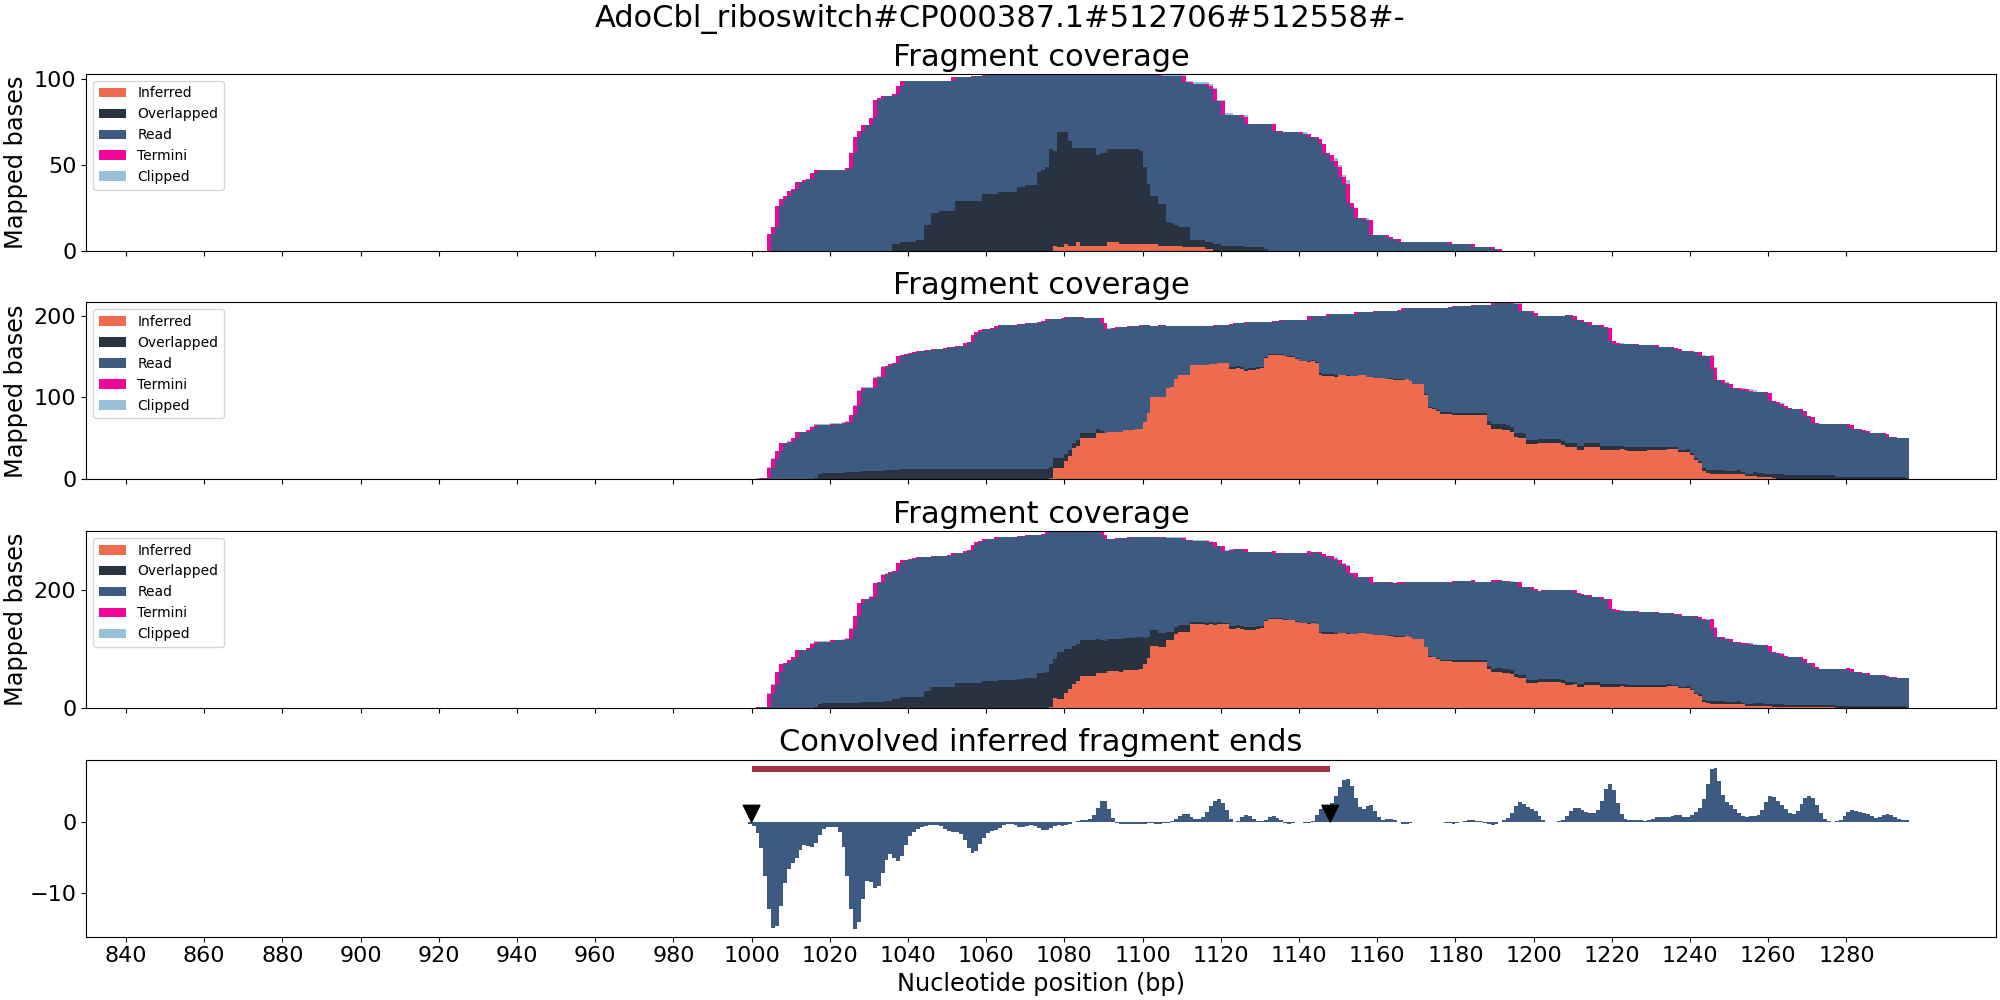 AdoCbl_riboswitch#CP000387.1#512706#512558#-
Fragment coverage
Mapped bases
100
50
0
Inferred
Overlapped
Read
Termini
Clipped
Fragment coverage
Mapped bases
200
100
0
Inferred
Overlapped
Read
Termini
Clipped
Fragment coverage
Mapped bases
200
0
Inferred
Overlapped
Read
Termini
Clipped
Convolved inferred fragment ends
0
−10
840 860 880 900 920 940 960 980 1000 1020 1040 1060 1080 1100 1120 1140 1160 1180 1200 1220 1240 1260 1280
Nucleotide position (bp)